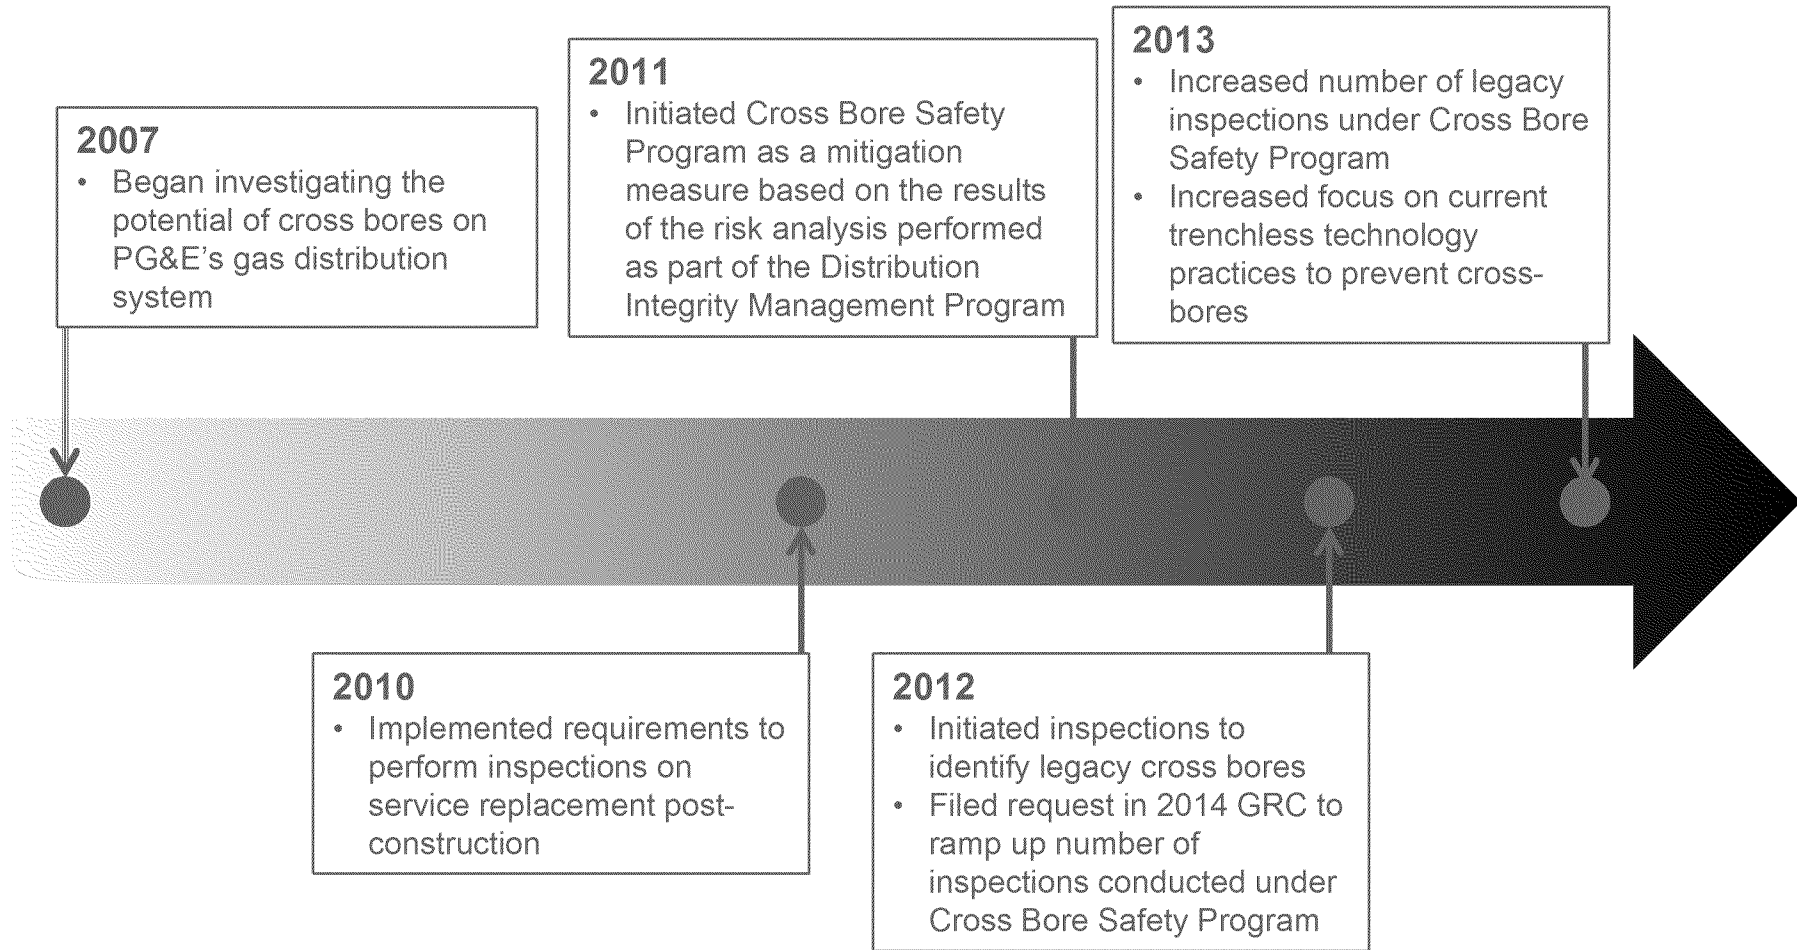 2007
• Began investigating the
potential of cross bores on
PG&E’s gas distribution
system
2010
• Implemented requirements to
perform inspections on
service replacement post-
construction
2011
• Initiated Cross Bore Safety
Program as a mitigation
measure based on the results
of the risk analysis performed
as part of the Distribution
Integrity Management Program
2012
• Initiated inspections to
identify legacy cross bores
• Filed request in 2014 GRC to
ramp up number of
inspections conducted under
Cross Bore Safety Program
2013
• Increased number of legacy
inspections under Cross Bore
Safety Program
• Increased focus on current
trenchless technology
practices to prevent cross-
bores